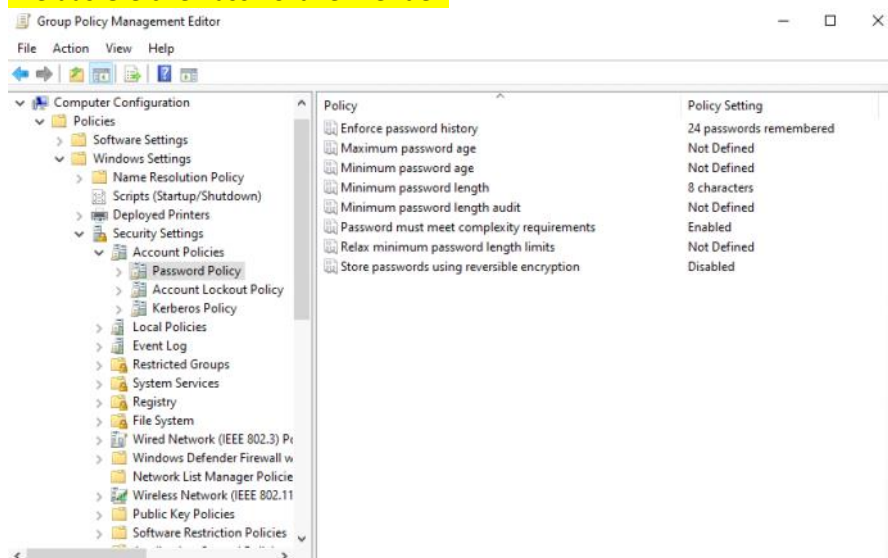 Group Policy Management Editor
File Action View Help
Computer Configuration
Policies
Software Settings
Windows Settings
Name Resolution Policy
Scripts (Startup/Shutdown)
Deployed Printers
Security Settings
Account Policies
Password Policy
Account Lockout Policy
Kerberos Policy
Local Policies
Event Log
Restricted Groups
System Services
Registry
File System
Wired Network (IEEE 802.3) Po
Windows Defender Firewall w
Network List Manager Policie
Wireless Network (IEEE 802.11
Public Key Policies
Software Restriction Policies
Policy Policy Setting
Enforce password history 24 passwords remembered
Maximum password age Not Defined
Minimum password age Not Defined
Minimum password length 8 characters
Minimum password length audit Not Defined
Password must meet complexity requirements Enabled
Relax minimum password length limits Not Defined
Store passwords using reversible encryption Disabled